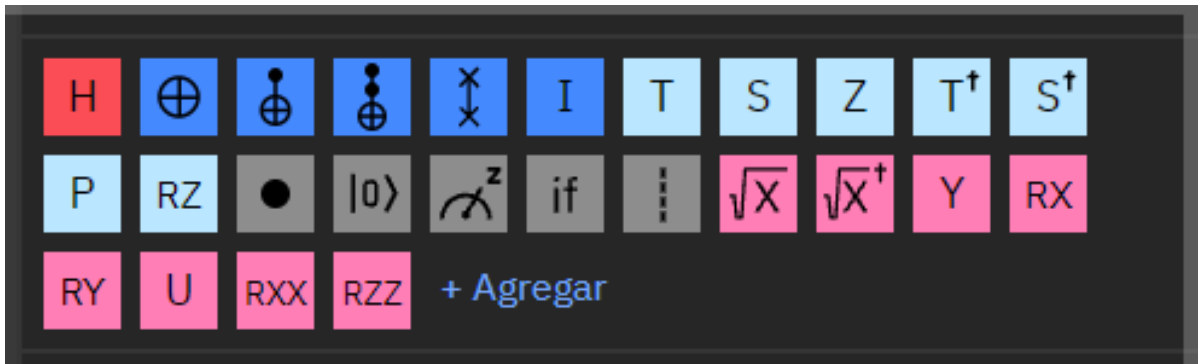 H I T S Z T† S†
P RZ |0⟩ z if √X √X† Y RX
RY U RXX RZZ + Agregar